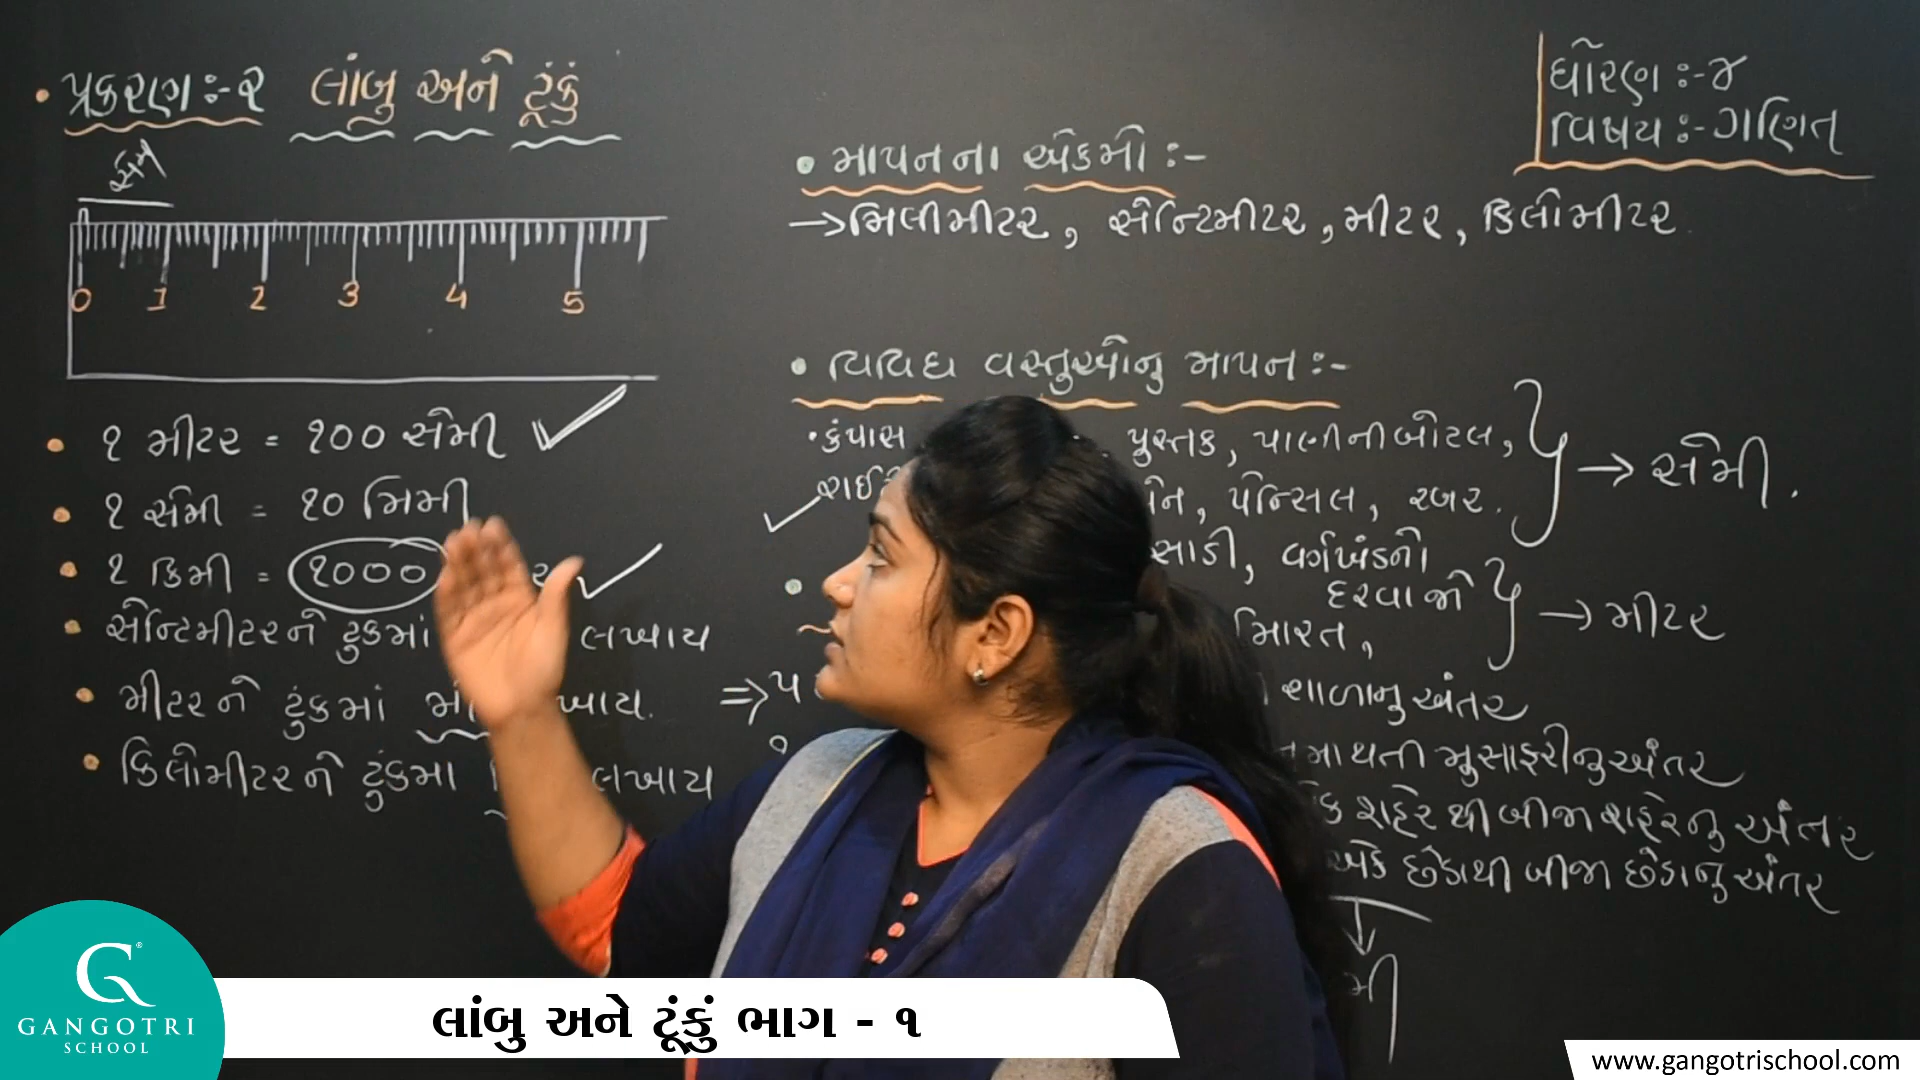 પ્રકરણ :- ૨ લાંબુ અને ટૂંકું
ધોરણ :- ૪
વિષય :- ગણિત
0 1 2 3 4 5
૧ મીટર = ૧૦૦ સેમી
૧ સેમી = ૧૦ મિમી
૧ કિમી = ૧૦૦૦
સેન્ટિમીટરને ટુંકમાં લખાય
મીટરને ટુંકમાં
કિલોમીટરને ટુંકમા લખાય
માપનના એકમો :-
→ મિલીમીટર, સેન્ટિમીટર, મીટર, કિલોમીટર
વિવિધ વસ્તુઓનુ માપન :-
કંપાસ પુસ્તક, પાણીની બોટલ,
પેન્સિલ, રબર. → સેમી.
સાડી, વર્ગખંડનો
દરવાજો → મીટર
⇒
શાળાનુ અંતર
મુસાફરીનુ અંતર
શહેર થી બીજા શહેરનુ અંતર
એક છેડાથી બીજા છેડાનુ અંતર
મી
GANGOTRI
SCHOOL
લાંબુ અને ટૂંકું ભાગ - ૧
www.gangotrischool.com